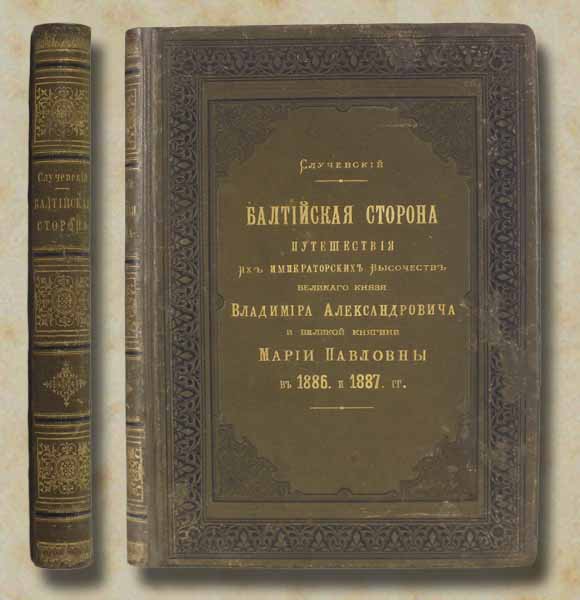 Случевскій
БАЛТІЙСКАЯ
СТОРОНА
Случевскій
БАЛТІЙСКАЯ СТОРОНА
ПУТЕШЕСТВІЯ
ИХЪ ИМПЕРАТОРСКИХЪ ВЫСОЧЕСТВЪ
ВЕЛИКАГО КНЯЗЯ
ВЛАДИМІРА АЛЕКСАНДРОВИЧА
И ВЕЛИКОЙ КНЯГИНИ
МАРІИ ПАВЛОВНЫ
въ 1886. и 1887. гг.